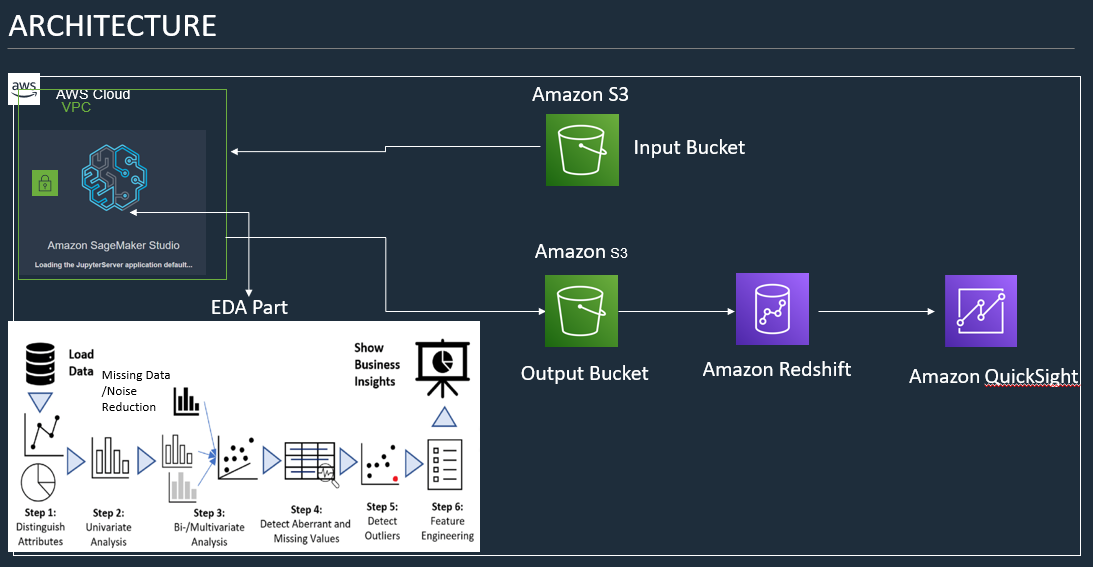 ARCHITECTURE
aws
AWS Cloud
VPC
Amazon SageMaker Studio
Loading the JupyterServer application default...
Amazon S3
Input Bucket
Amazon S3
Output Bucket
Amazon Redshift
Amazon QuickSight
EDA Part
Load
Data
Missing Data
/Noise
Reduction
Show
Business
Insights
Step 1:
Distinguish
Attributes
Step 2:
Univariate
Analysis
Step 3:
Bi-/Multivariate
Analysis
Step 4:
Detect Aberrant and
Missing Values
Step 5:
Detect
Outliers
Step 6:
Feature
Engineering